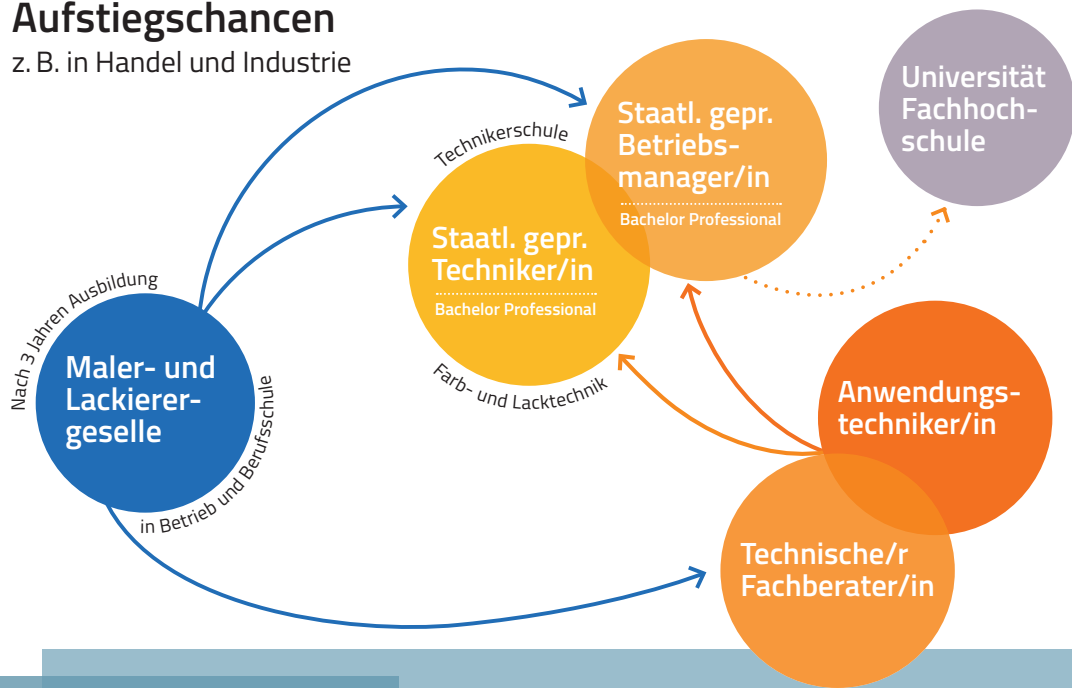 Aufstiegschancen
z. B. in Handel und Industrie
Universität
Fachhoch-
schule
Staatl. gepr.
Betriebs-
manager/in
Bachelor Professional
Technikerschule
Staatl. gepr.
Techniker/in
Bachelor Professional
Farb- und Lacktechnik
Nach 3 Jahren Ausbildung
Maler- und
Lackierer-
geselle
in Betrieb und Berufsschule
Anwendungs-
techniker/in
Technische/r
Fachberater/in